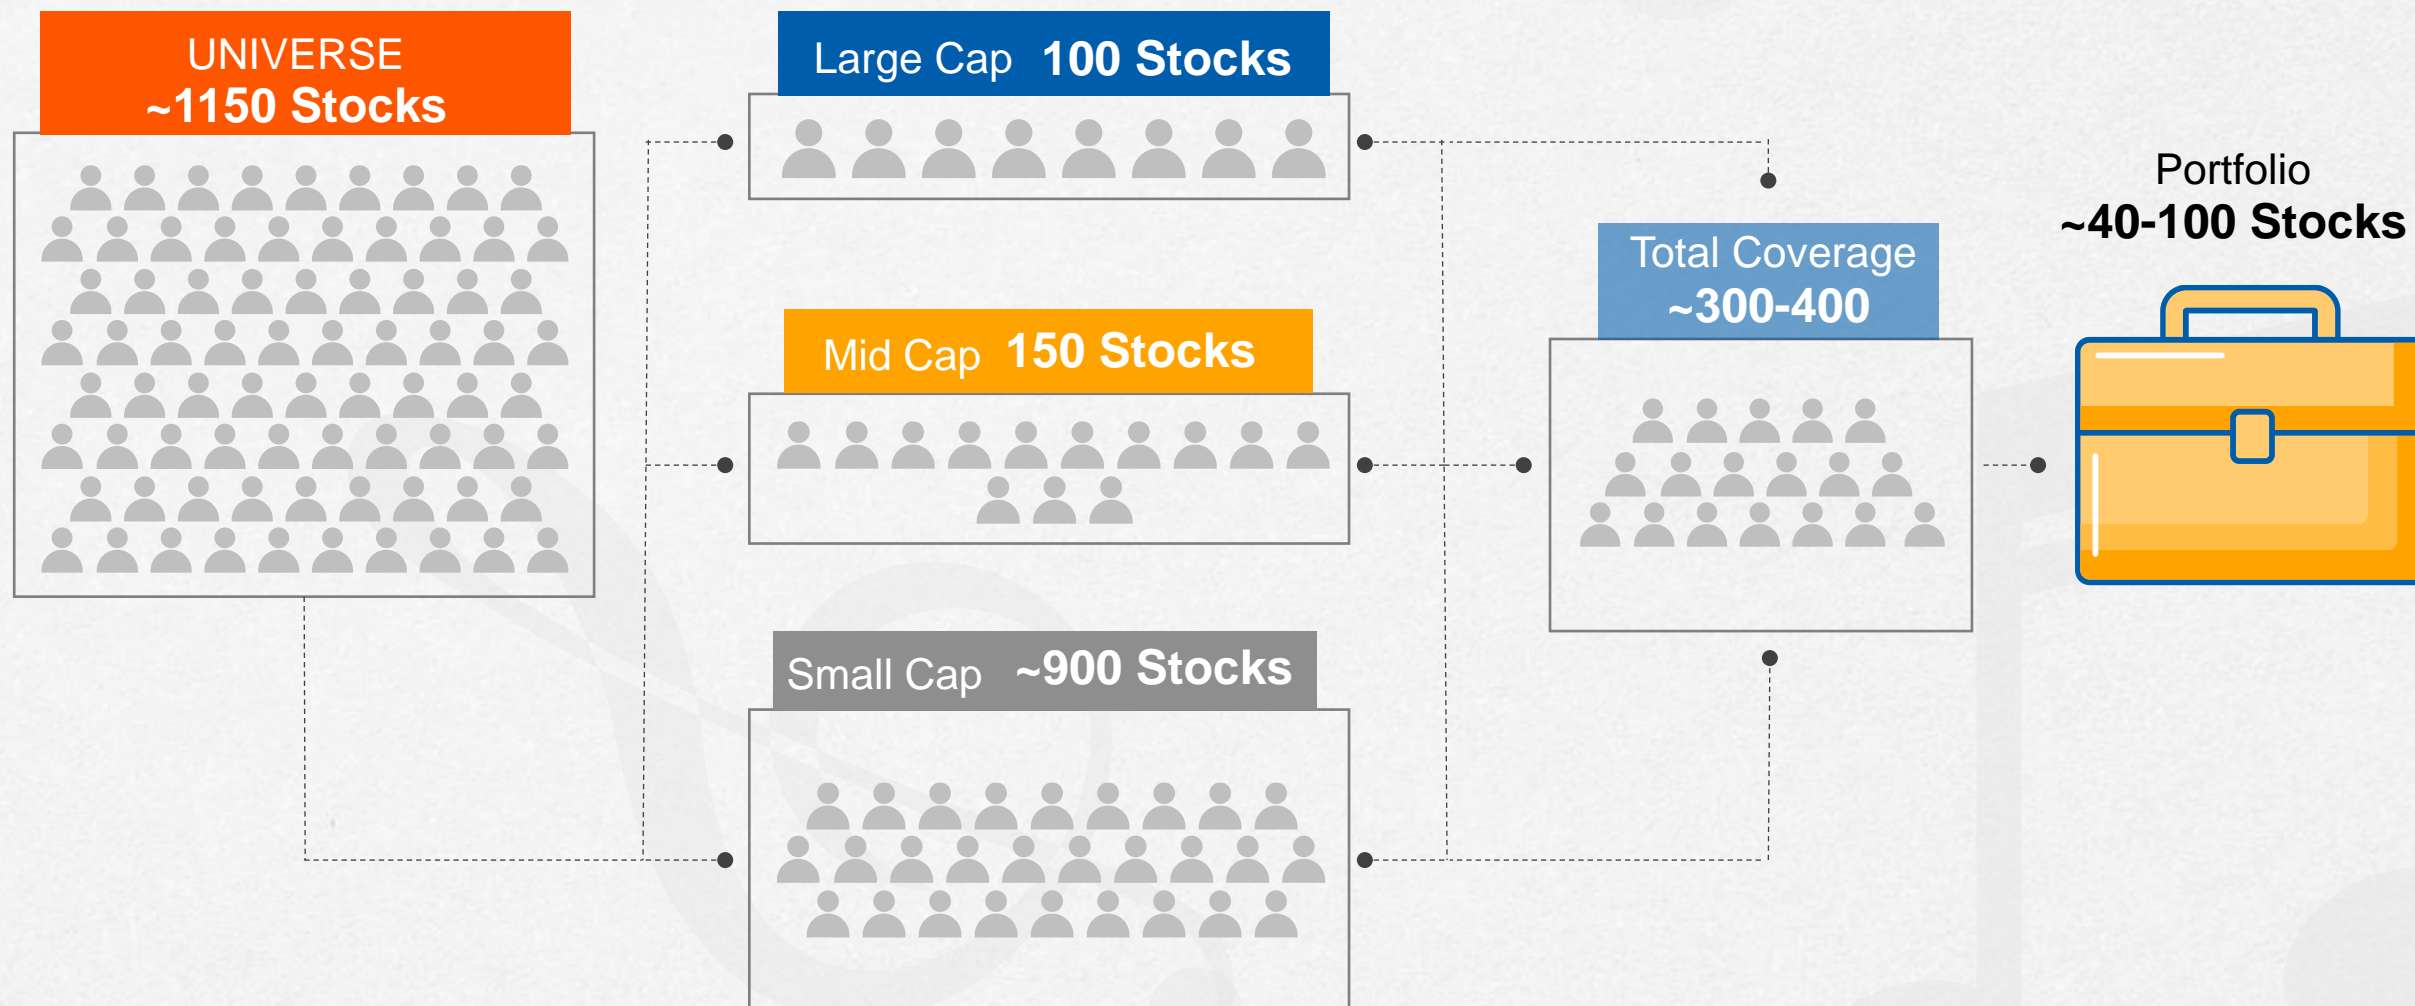 UNIVERSE
~1150 Stocks
Large Cap 100 Stocks
Mid Cap 150 Stocks
Small Cap ~900 Stocks
Total Coverage
~300-400
Portfolio
~40-100 Stocks